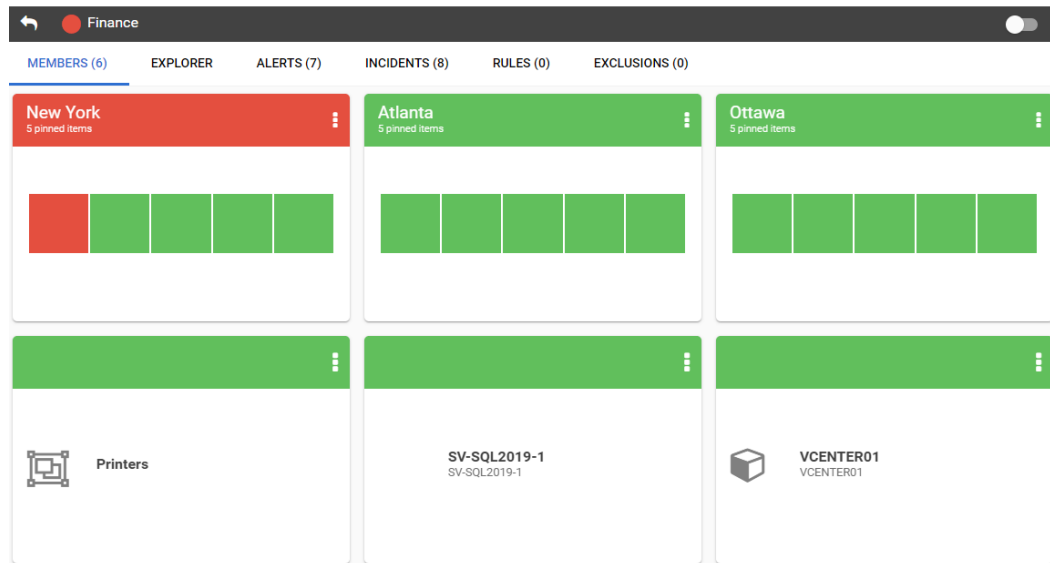 Finance
MEMBERS (6) EXPLORER ALERTS (7) INCIDENTS (8) RULES (0) EXCLUSIONS (0)
New York Atlanta Ottawa
5 pinned items 5 pinned items 5 pinned items
Printers
SV-SQL2019-1
SV-SQL2019-1
VCENTER01
VCENTER01